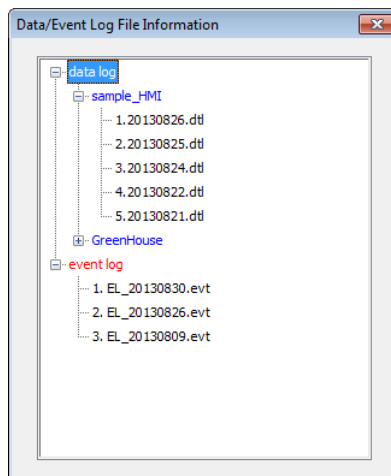 Data/Event Log File Information
data log
sample_HMI
1.20130826.dtl
2.20130825.dtl
3.20130824.dtl
4.20130822.dtl
5.20130821.dtl
GreenHouse
event log
1. EL_20130830.evt
2. EL_20130826.evt
3. EL_20130809.evt